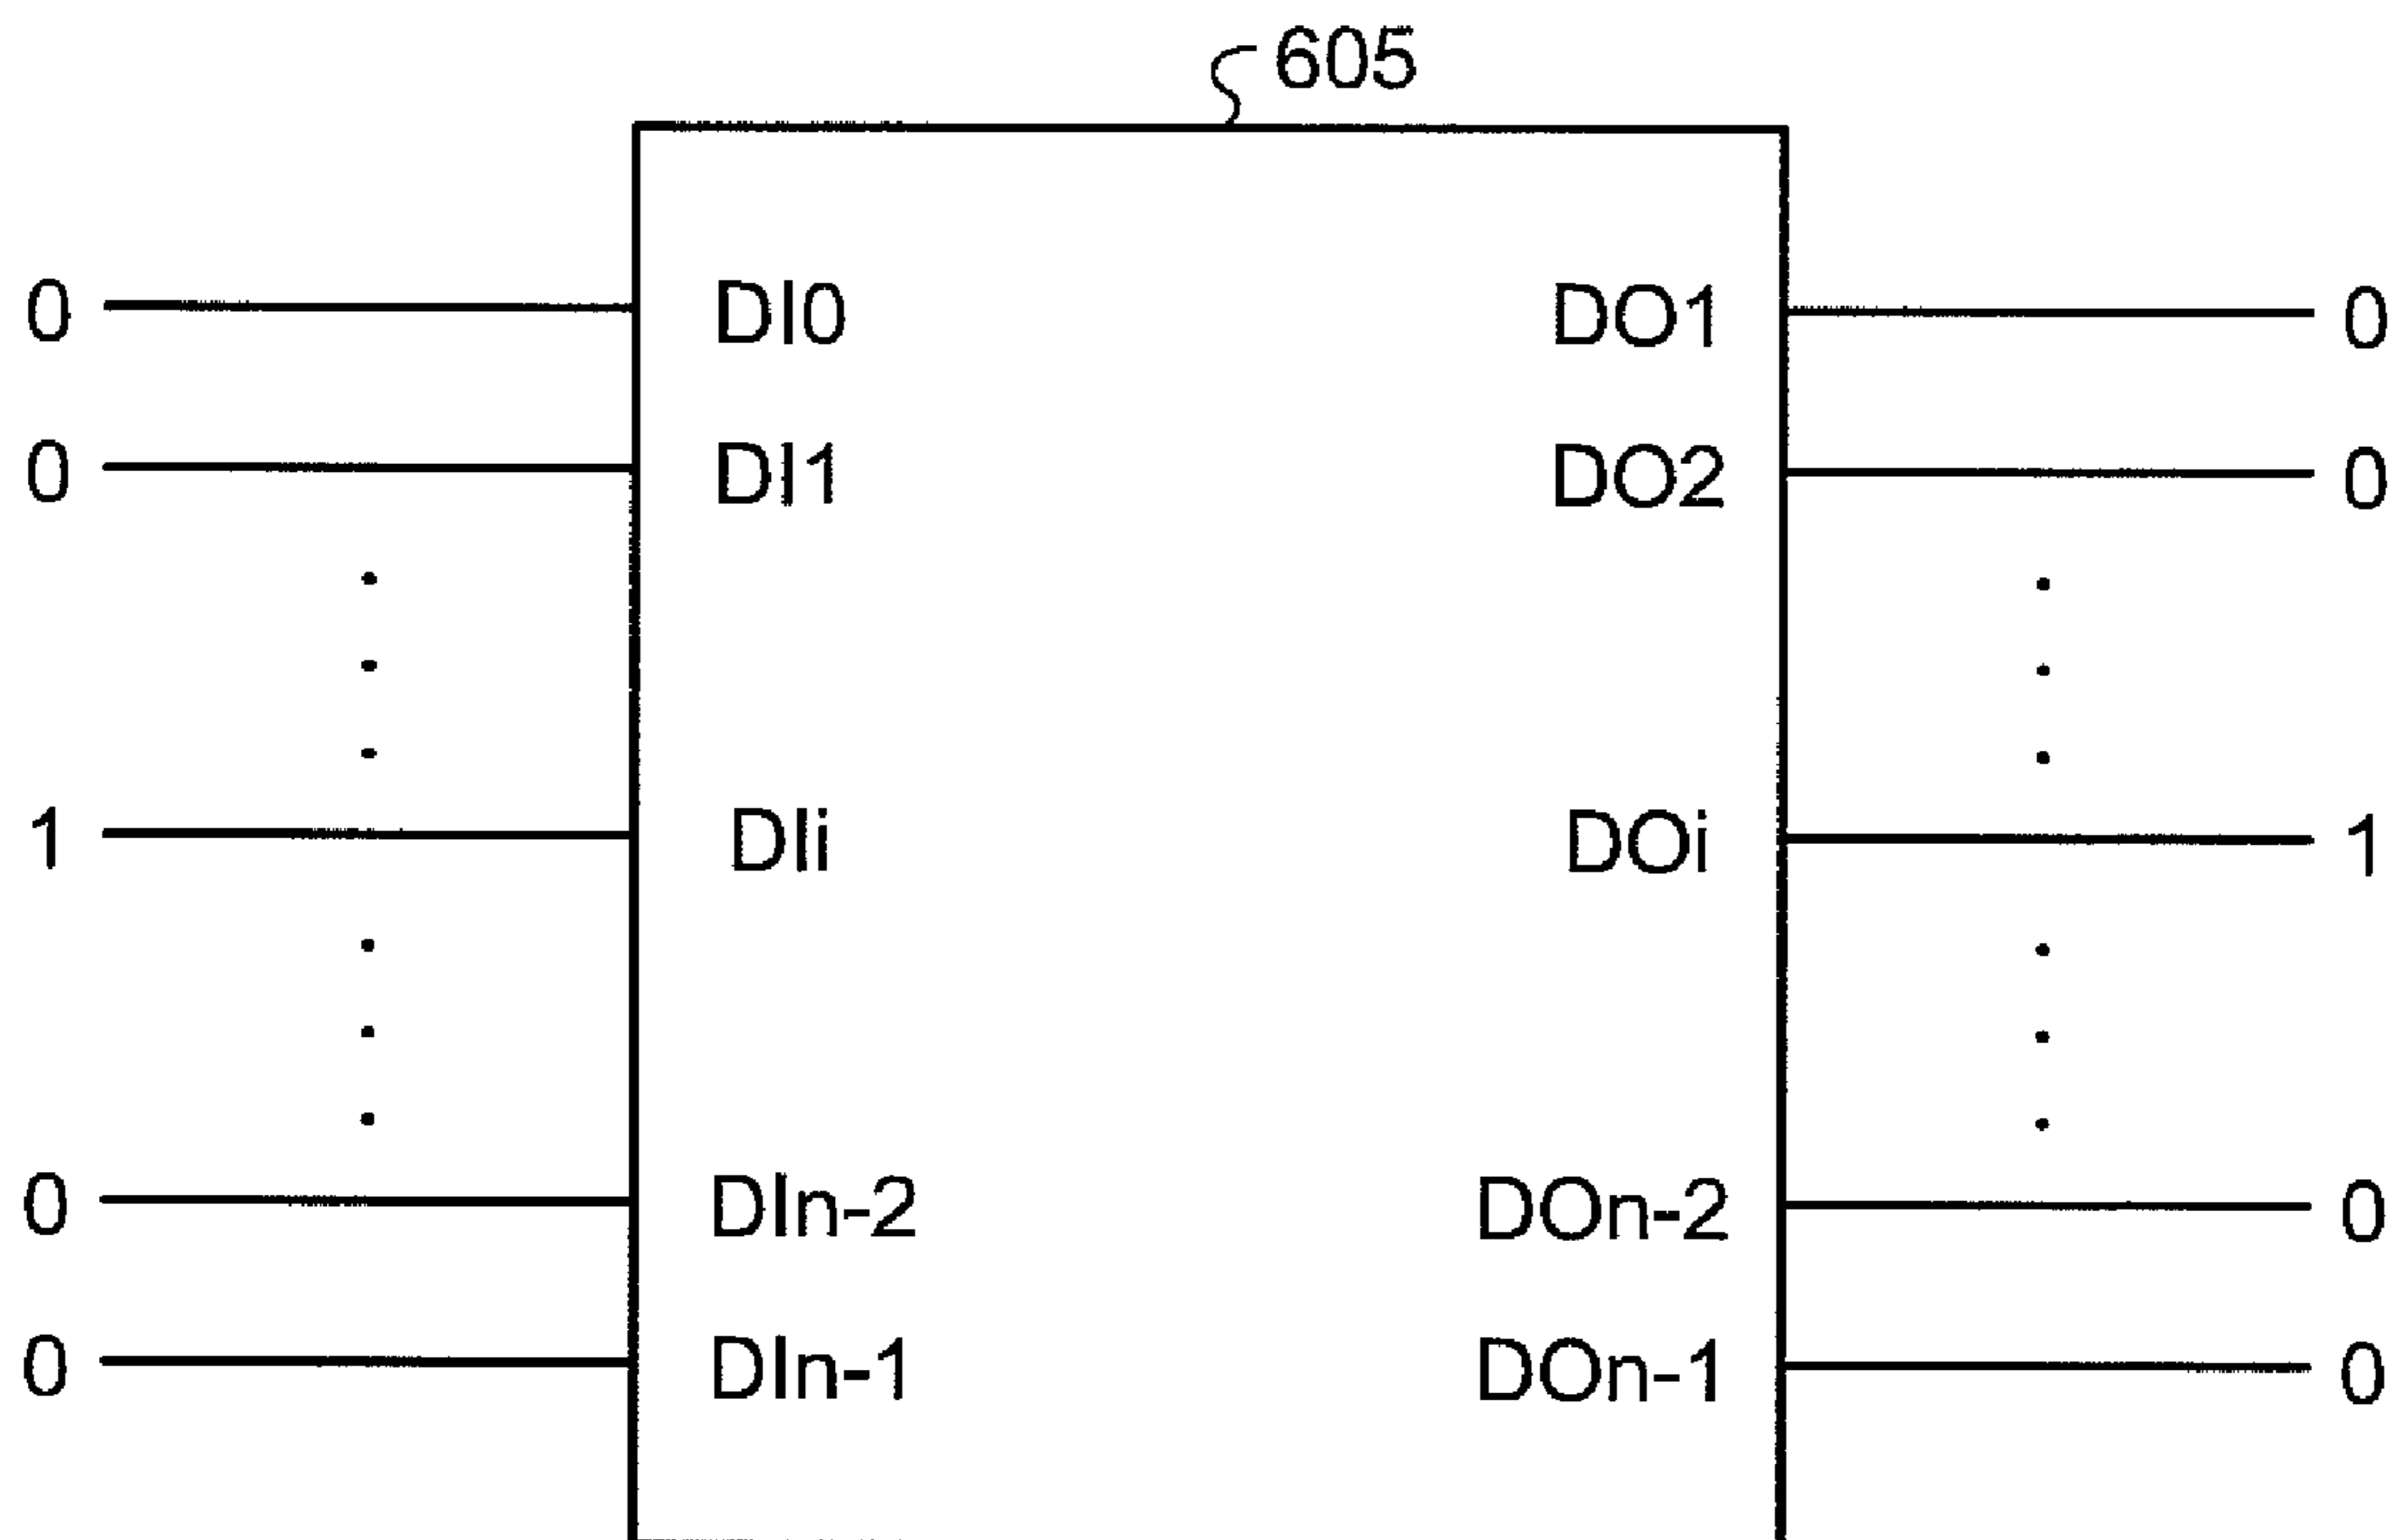 605
0 DI0 DO1 0
0 DI1 DO2 0
1 DIi DOi 1
0 DIn-2 DOn-2 0
0 DIn-1 DOn-1 0